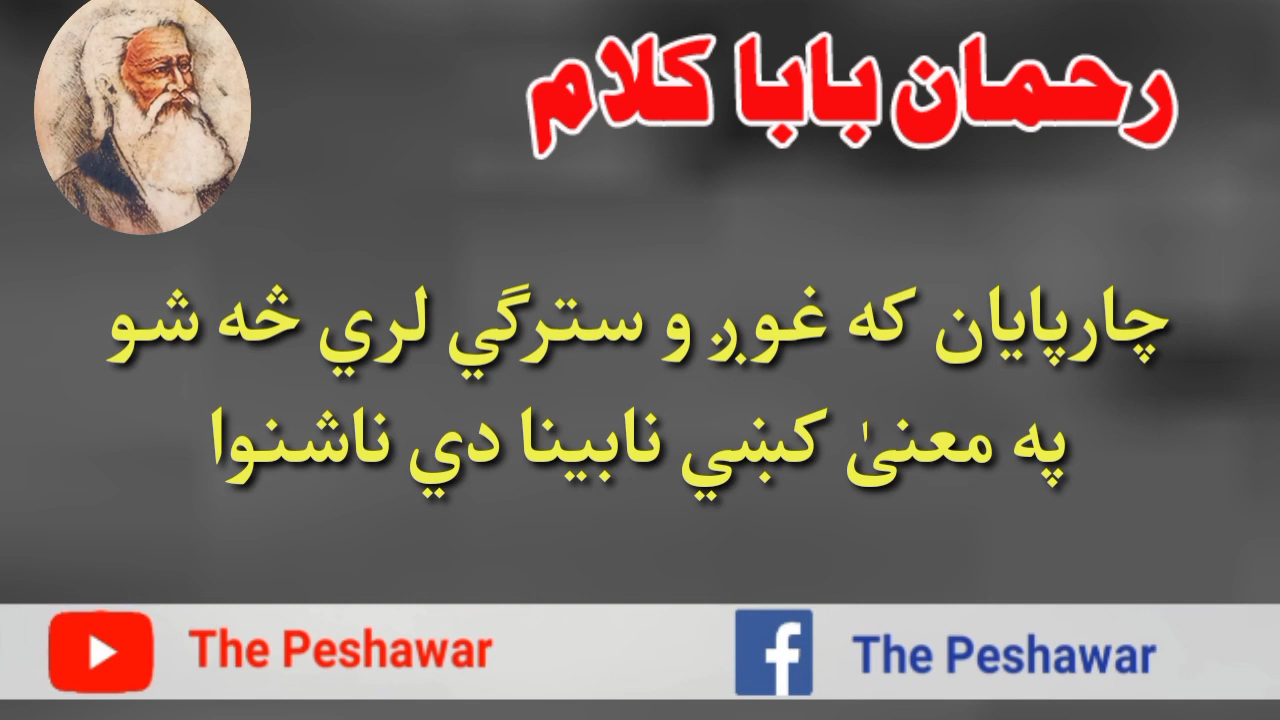 رحمان بابا کلام
چارپایان که غوږ و سترګي لري څه شو
په معنیٰ کښي نابینا دي ناشنوا
The Peshawar
The Peshawar